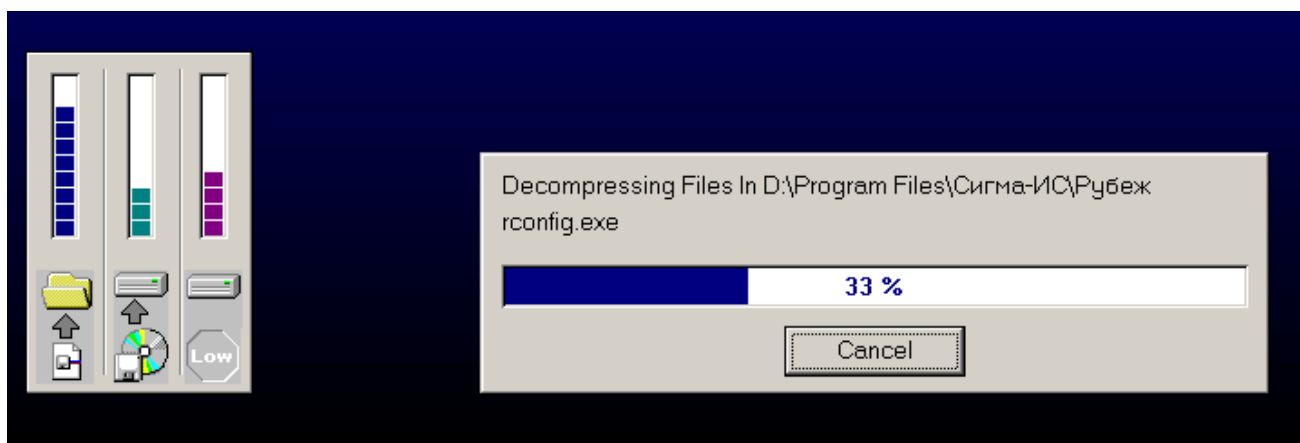 Decompressing Files In D:\Program Files\Сигма-ИС\Рубеж
rconfig.exe
33 %
Cancel
Low